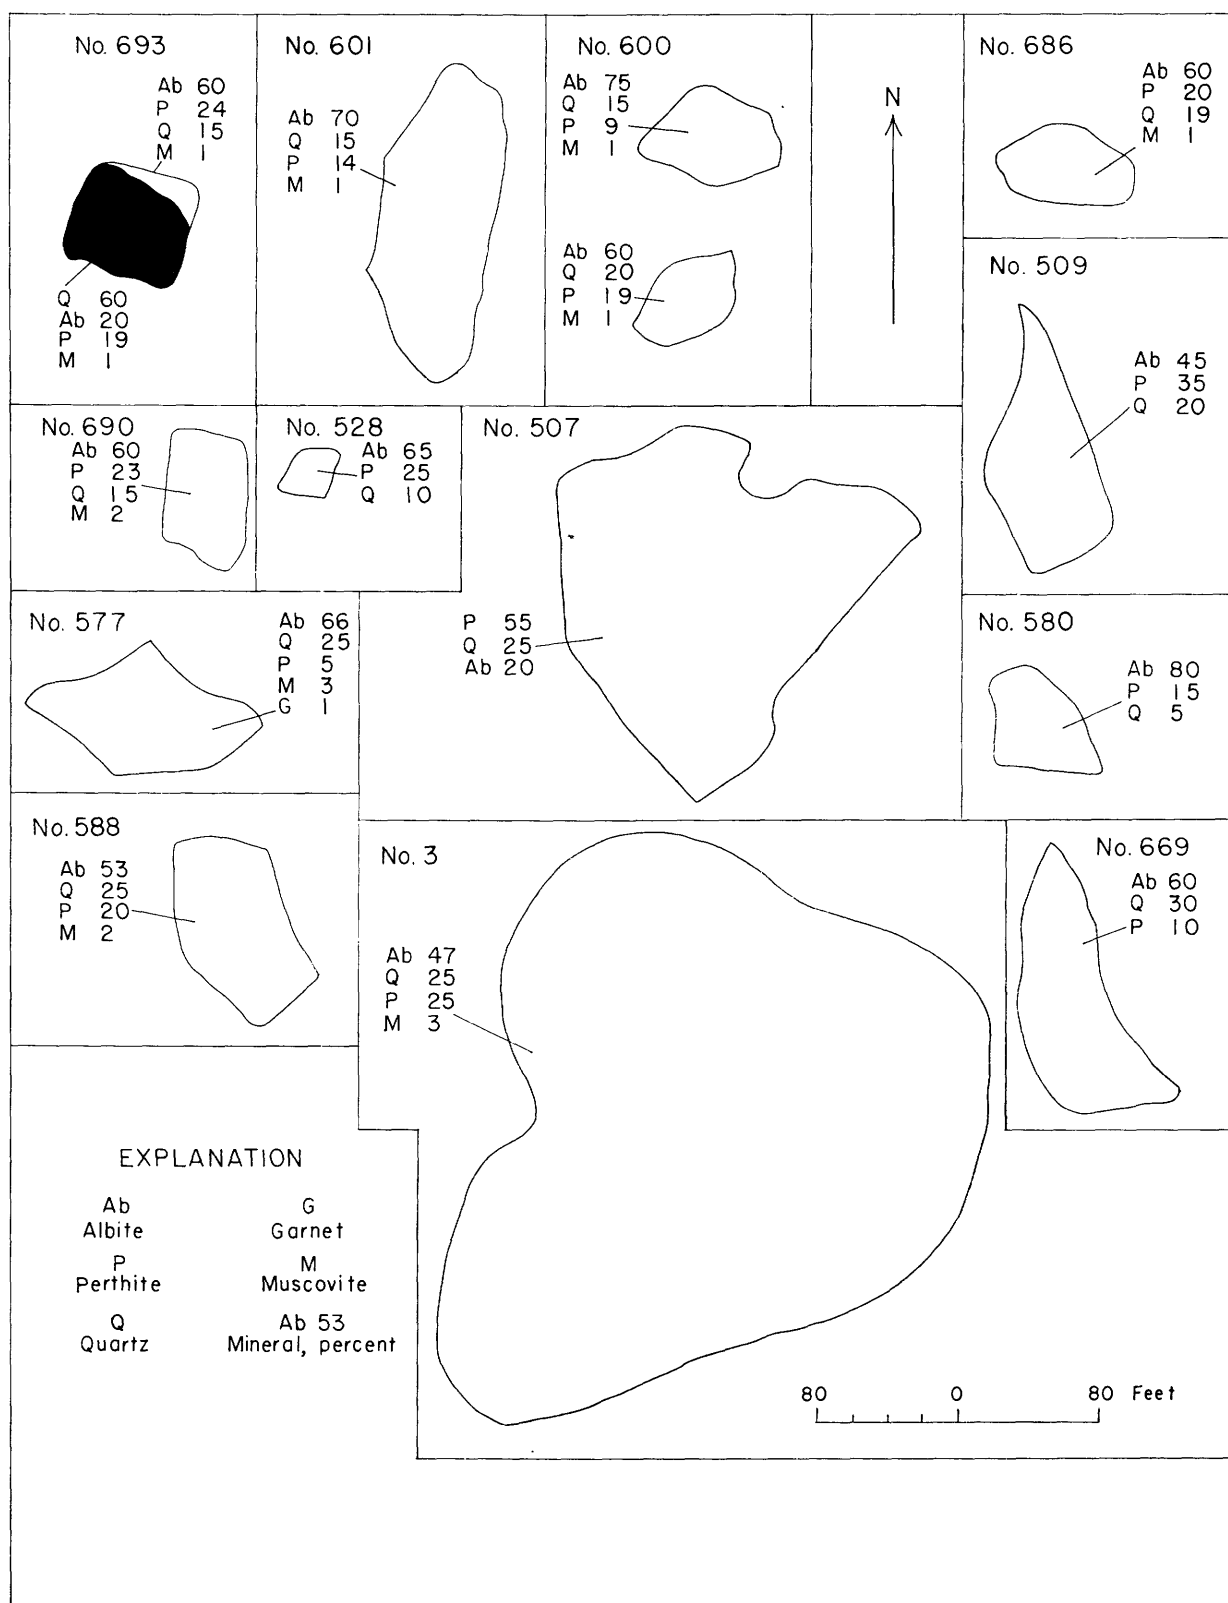 No. 693
Ab 60
P 24
Q 15
M 1
Q 60
Ab 20
P 19
M 1
No. 601
Ab 70
Q 15
P 14
M 1
No. 600
Ab 75
Q 15
P 9
M 1
Ab 60
Q 20
P 19
M 1
N
No. 686
Ab 60
P 20
Q 19
M 1
No. 509
Ab 45
P 35
Q 20
No. 690
Ab 60
P 23
Q 15
M 2
No. 528
Ab 65
P 25
Q 10
No. 507
P 55
Q 25
Ab 20
No. 577
Ab 66
Q 25
P 5
M 3
G 1
No. 580
Ab 80
P 15
Q 5
No. 588
Ab 53
Q 25
P 20
M 2
No. 3
Ab 47
Q 25
P 25
M 3
No. 669
Ab 60
Q 30
P 10
EXPLANATION
Ab
Albite
G
Garnet
P
Perthite
M
Muscovite
Q
Quartz
Ab 53
Mineral, percent
80 0 80 Feet